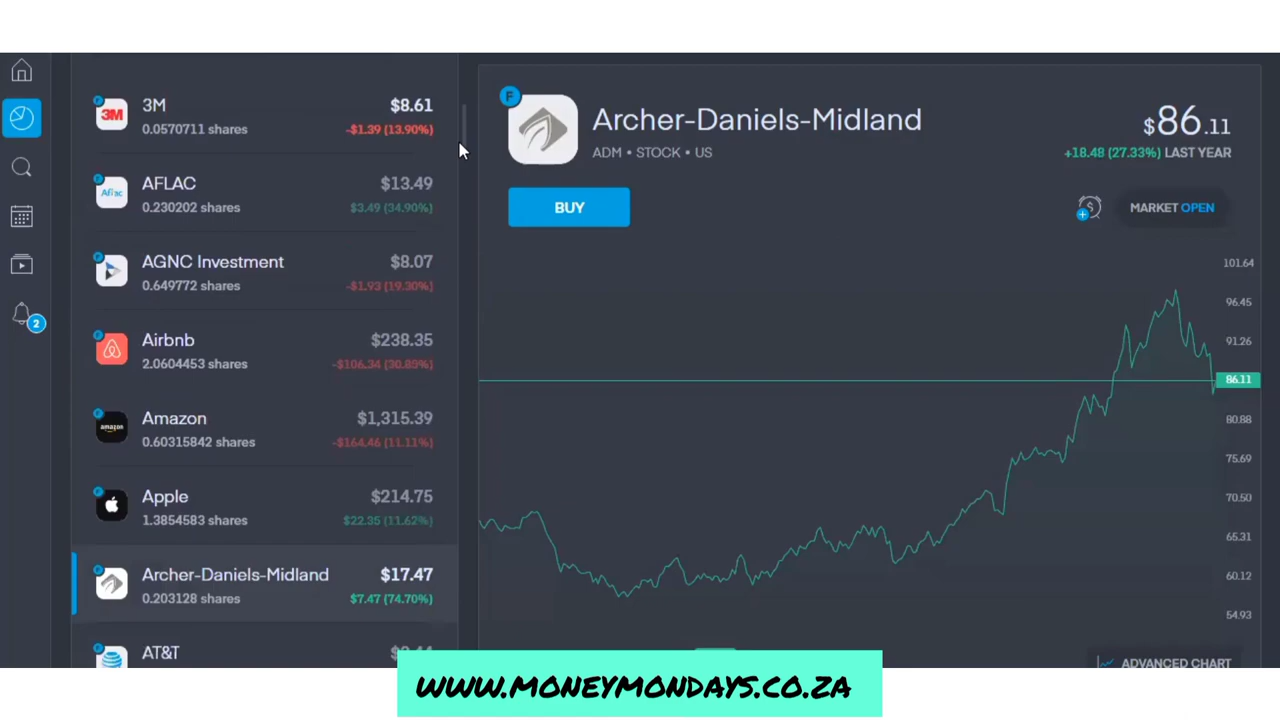 3M
$8.61
0.0570711 shares
-$1.39 (13.90%)
AFLAC
$13.49
0.230202 shares
$3.49 (34.90%)
AGNC Investment
$8.07
0.649772 shares
-$1.93 (19.30%)
Airbnb
$238.35
2.0604453 shares
-$106.34 (30.85%)
Amazon
$1,315.39
0.60315842 shares
-$164.46 (11.11%)
Apple
$214.75
1.3854583 shares
$22.35 (11.62%)
Archer-Daniels-Midland
$17.47
0.203128 shares
$7.47 (74.70%)
AT&T
F
3M
Aflac
amazon
2
Archer-Daniels-Midland
$86.11
ADM • STOCK • US
+18.48 (27.33%) LAST YEAR
BUY
MARKET OPEN
101.64
96.45
91.26
86.11
80.88
75.69
70.50
65.31
60.12
54.93
ADVANCED CHART
www.moneymondays.co.za